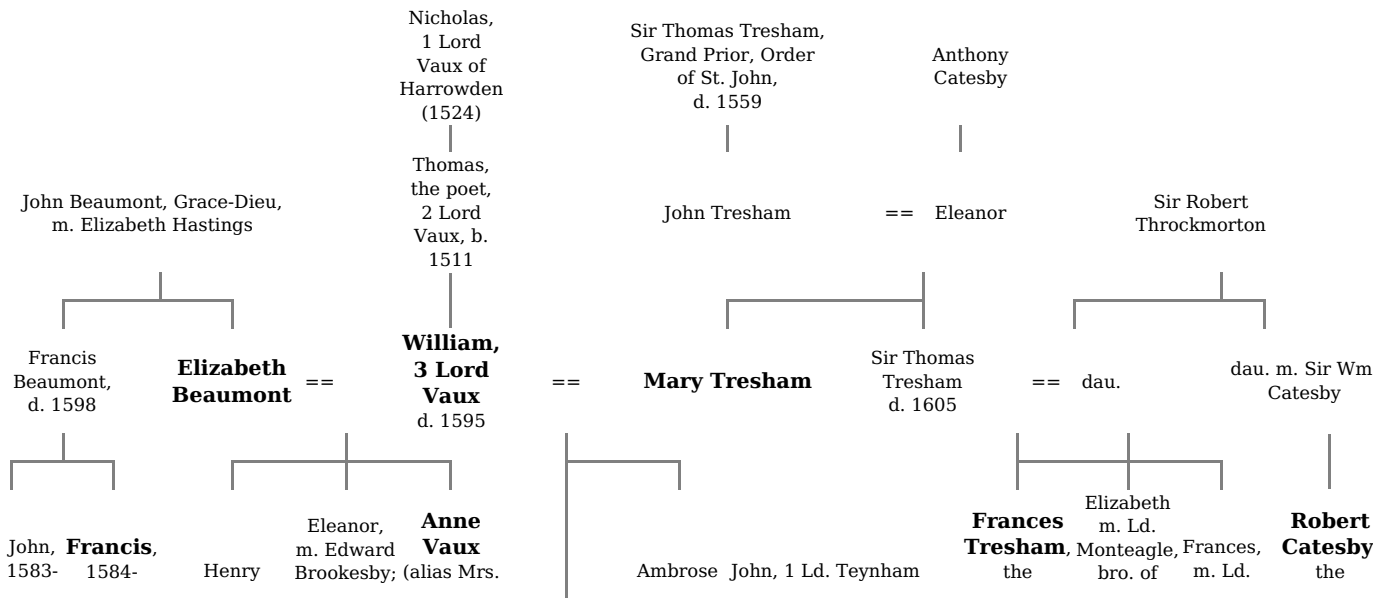 Nicholas,
1 Lord
Vaux of
Harrowden
(1524)
Sir Thomas Tresham,
Grand Prior, Order
of St. John,
d. 1559
Anthony
Catesby
John Beaumont, Grace-Dieu,
m. Elizabeth Hastings
Thomas,
the poet,
2 Lord
Vaux, b.
1511
John Tresham
==
Eleanor
Sir Robert
Throckmorton
Francis
Beaumont,
d. 1598
Elizabeth
Beaumont
==
William,
3 Lord
Vaux
d. 1595
==
Mary Tresham
Sir Thomas
Tresham
d. 1605
==
dau.
dau. m. Sir Wm
Catesby
John,
1583-
Francis,
1584-
Henry
Eleanor,
m. Edward
Brookesby;
Anne
Vaux
(alias Mrs.
Ambrose
John, 1 Ld. Teynham
Frances
Tresham,
the
Elizabeth
m. Ld.
Monteagle,
bro. of
Frances,
m. Ld.
Robert
Catesby
the